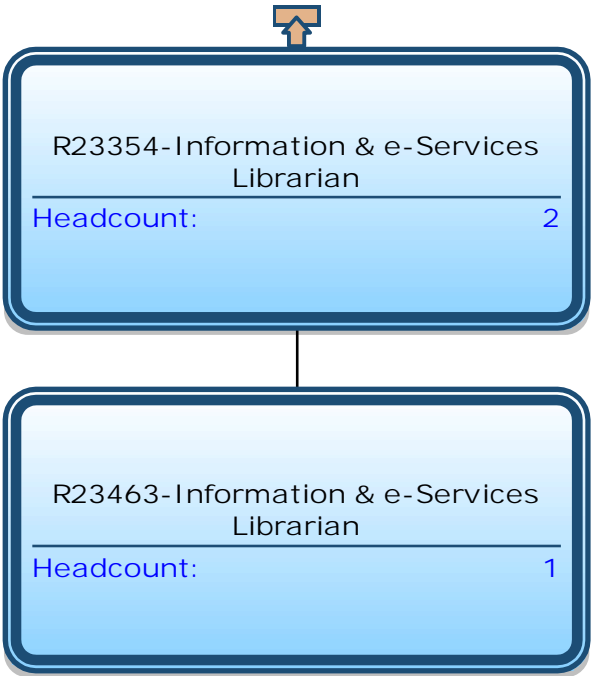 R23354-Information & e-Services
Librarian
Headcount: 2
R23463-Information & e-Services
Librarian
Headcount: 1